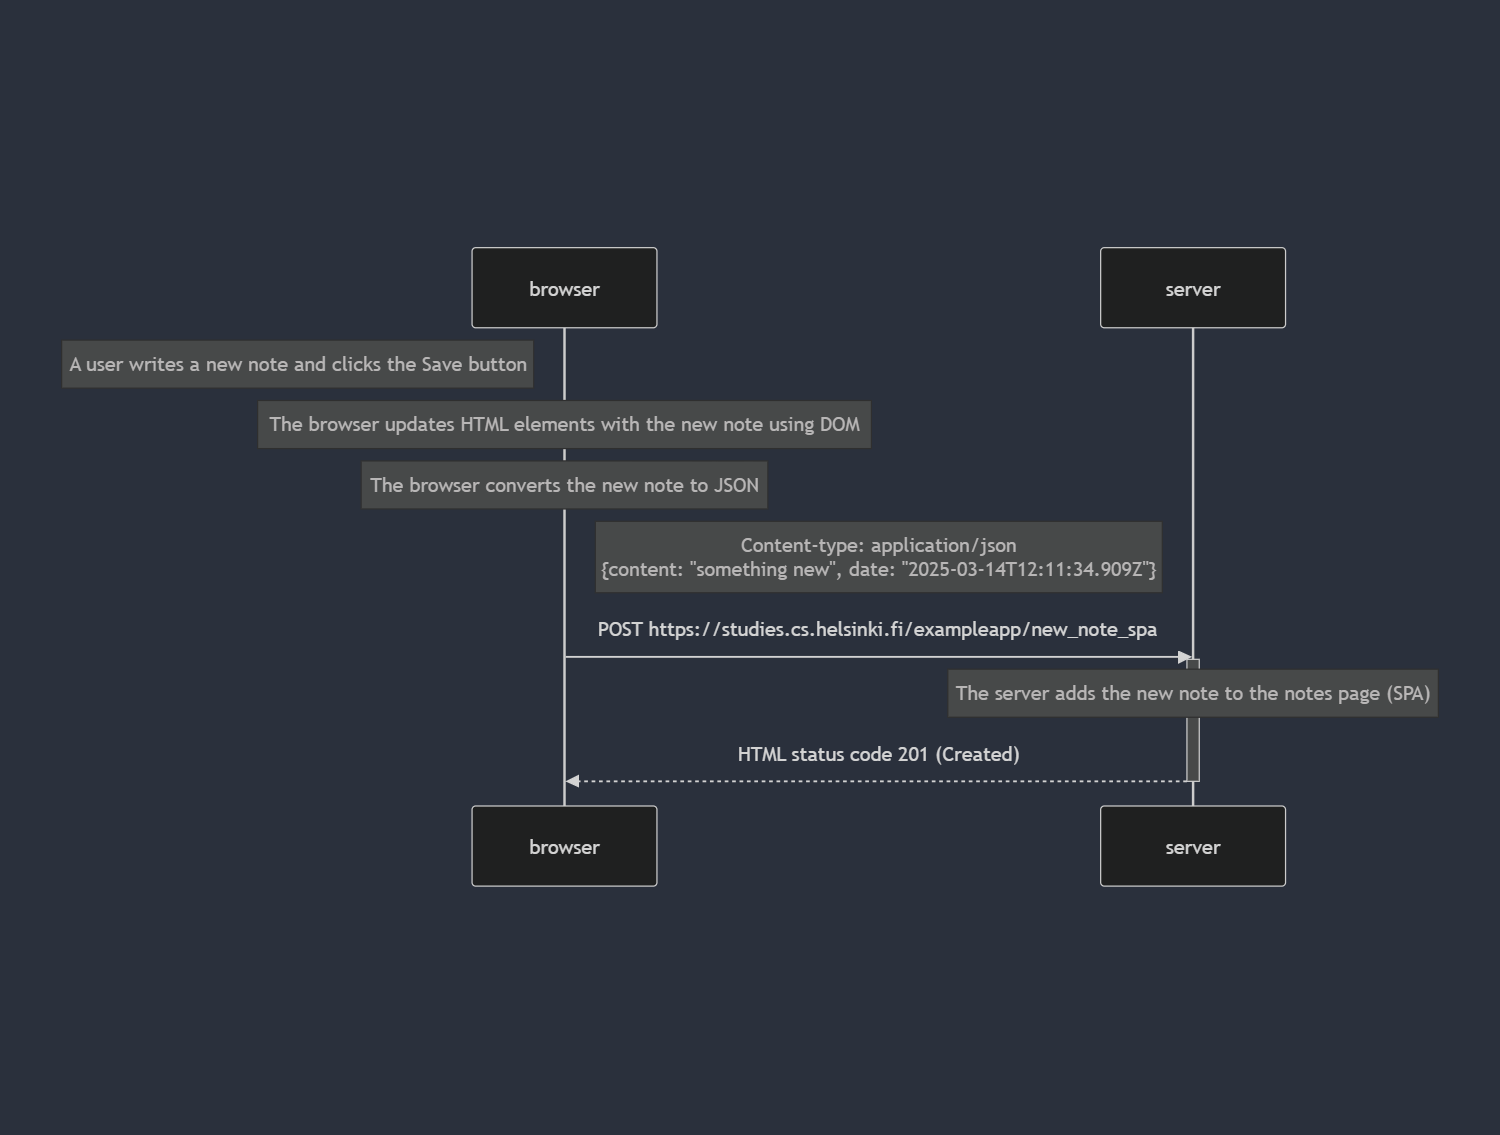 browser
server
A user writes a new note and clicks the Save button
The browser updates HTML elements with the new note using DOM
The browser converts the new note to JSON
Content-type: application/json
{content: "something new", date: "2025-03-14T12:11:34.909Z"}
POST https://studies.cs.helsinki.fi/exampleapp/new_note_spa
The server adds the new note to the notes page (SPA)
HTML status code 201 (Created)
browser
server